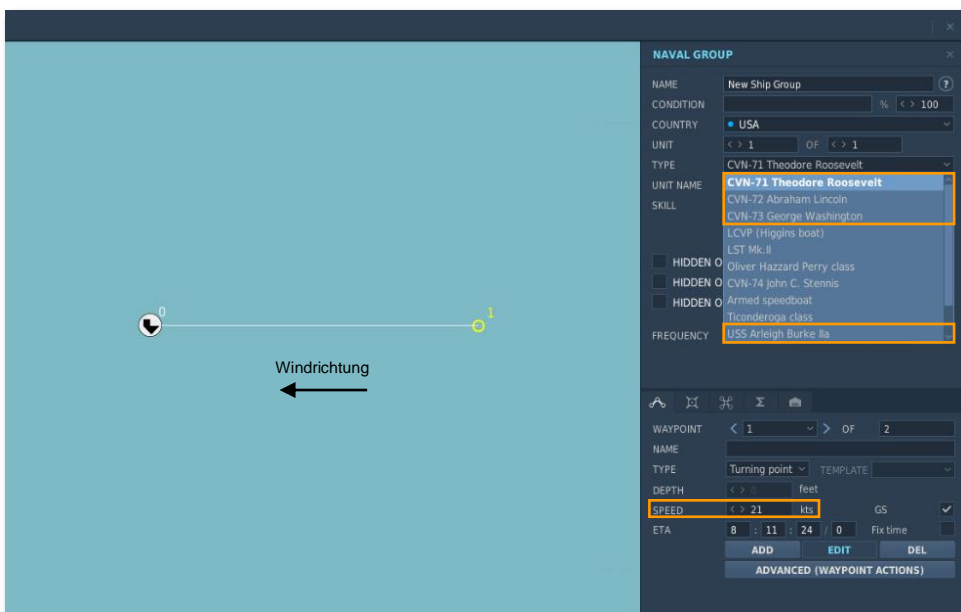 NAVAL GROUP
NAME New Ship Group ?
CONDITION % < > 100
COUNTRY USA
UNIT < > 1 OF < > 1
TYPE CVN-71 Theodore Roosevelt
UNIT NAME CVN-71 Theodore Roosevelt
CVN-72 Abraham Lincoln
SKILL CVN-73 George Washington
LCVP (Higgins boat)
LST Mk.II
HIDDEN O Oliver Hazzard Perry class
HIDDEN O CVN-74 John C. Stennis
HIDDEN O Armed speedboat
Ticonderoga class
FREQUENCY USS Arleigh Burke IIa
0 1
Windrichtung
WAYPOINT < 1 > OF 2
NAME
TYPE Turning point TEMPLATE
DEPTH < > 0 feet
SPEED < > 21 kts GS
ETA 8 : 11 : 24 / 0 Fix time
ADD EDIT DEL
ADVANCED (WAYPOINT ACTIONS)